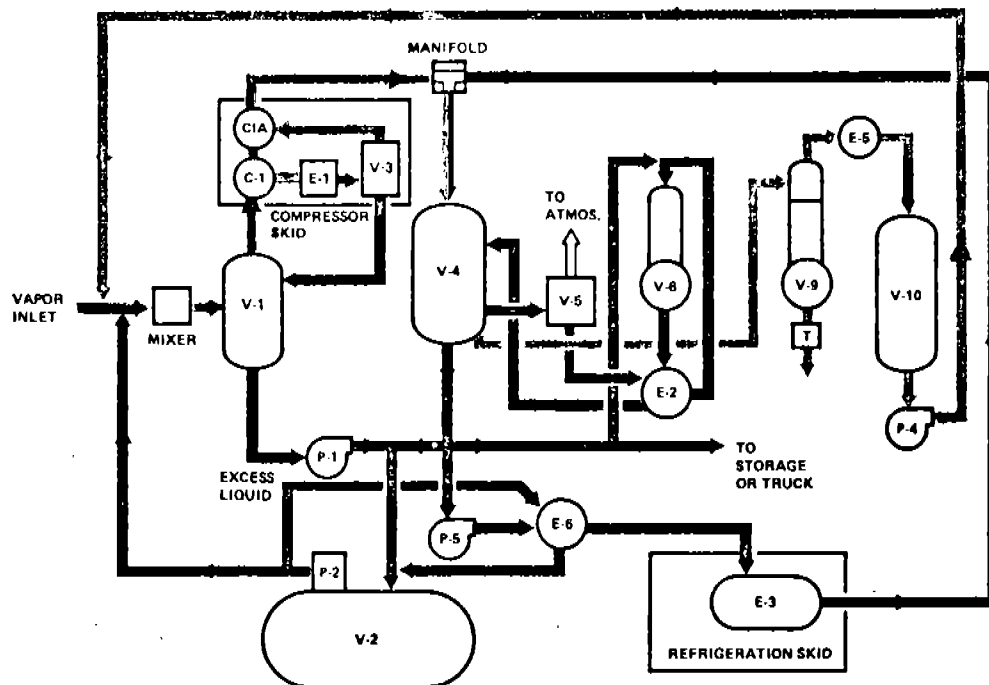 MANIFOLD
C1A
C-1
E-1
V-3
COMPRESSOR
SKID
E-5
TO
ATMOS.
VAPOR
INLET
MIXER
V-1
V-4
V-5
V-8
V-9
V-10
T
E-2
P-4
P-1
EXCESS
LIQUID
TO
STORAGE
OR TRUCK
P-5
E-6
P-2
V-2
E-3
REFRIGERATION SKID